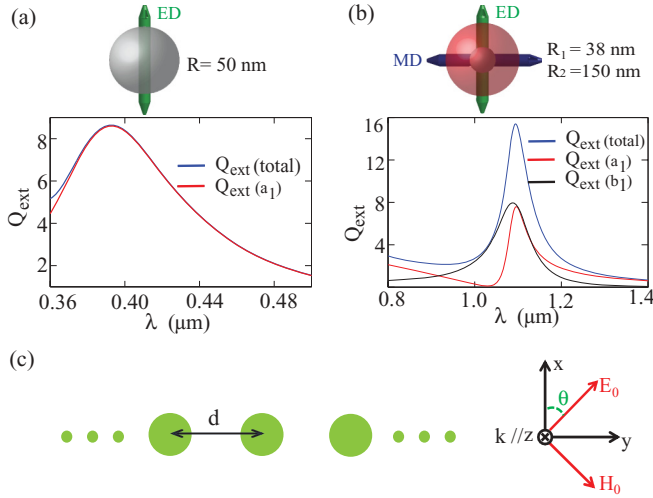 (a)
ED
R= 50 nm
8
6
4
2
Q_ext
Q_ext (total)
Q_ext (a_1)
0.36
0.40
0.44
0.48
λ (μm)
(b)
ED
MD
R_1 = 38 nm
R_2=150 nm
16
12
8
4
0
Q_ext
Q_ext (total)
Q_ext (a_1)
Q_ext (b_1)
0.8
1.0
1.2
1.4
λ (μm)
(c)
d
x
E_0
θ
k //z
y
H_0